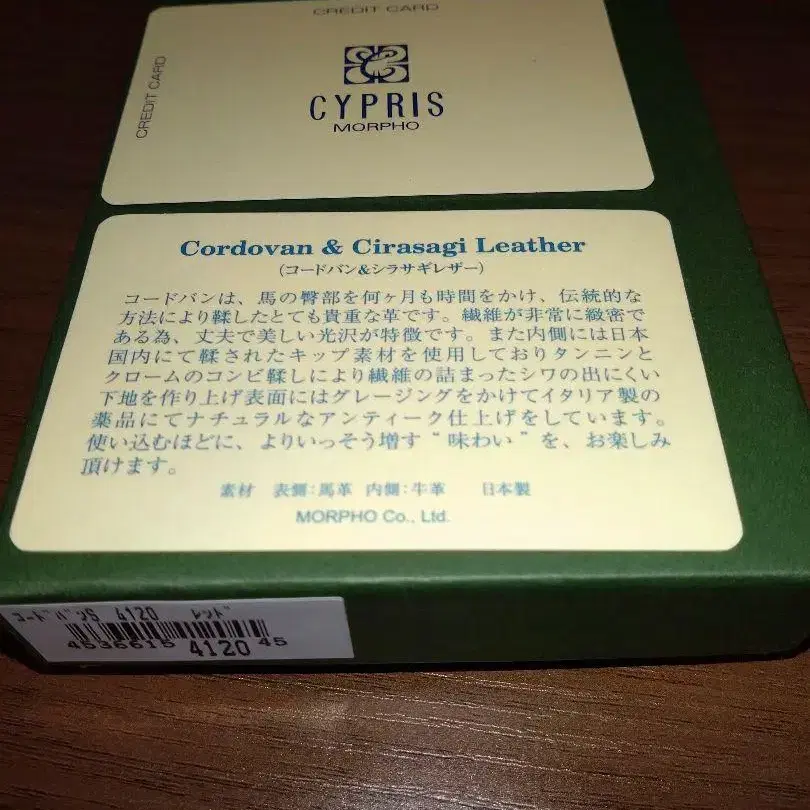 CREDIT CARD
CREDIT CARD
CYPRIS
MORPHO
Cordovan & Cirasagi Leather
(コードバン&シラサギレザー)
コードバンは、馬の臀部を何ヶ月も時間をかけ、伝統的な
方法により鞣したとても貴重な革です。繊維が非常に緻密で
ある為、丈夫で美しい光沢が特徴です。また内側には日本
国内にて鞣されたキップ素材を使用しておりタンニンと
クロームのコンビ鞣しにより繊維の詰まったシワの出にくい
下地を作り上げ表面にはグレージングをかけてイタリア製の
薬品にてナチュラルなアンティーク仕上げをしています。
使い込むほどに、よりいっそう増す"味わい"を、お楽しみ
頂けます。
素材 表側:馬革 内側:牛革 日本製
MORPHO Co., Ltd.
コードバンS 4120 レッド
4536615 4120 45